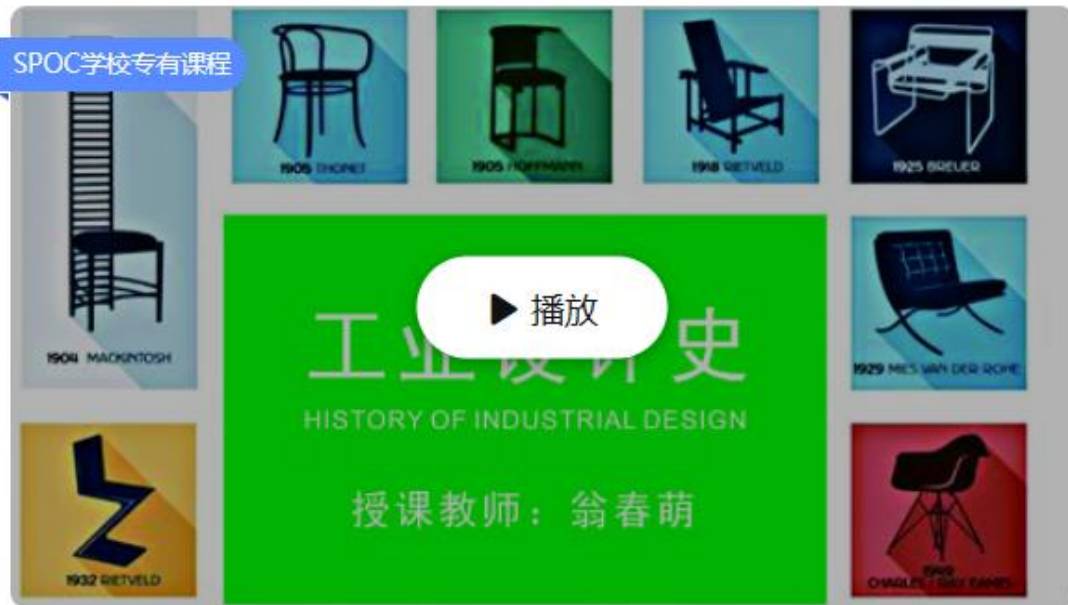 SPOC学校专有课程
1905 THONET
1905 HOFFMANN
1918 RIETVELD
1925 BREUER
1904 MACKINTOSH
播放
工业设计史
HISTORY OF INDUSTRIAL DESIGN
授课教师：翁春萌
1929 MIES VAN DER ROHE
1932 RIETVELD
CHARLES / RAY EAMES